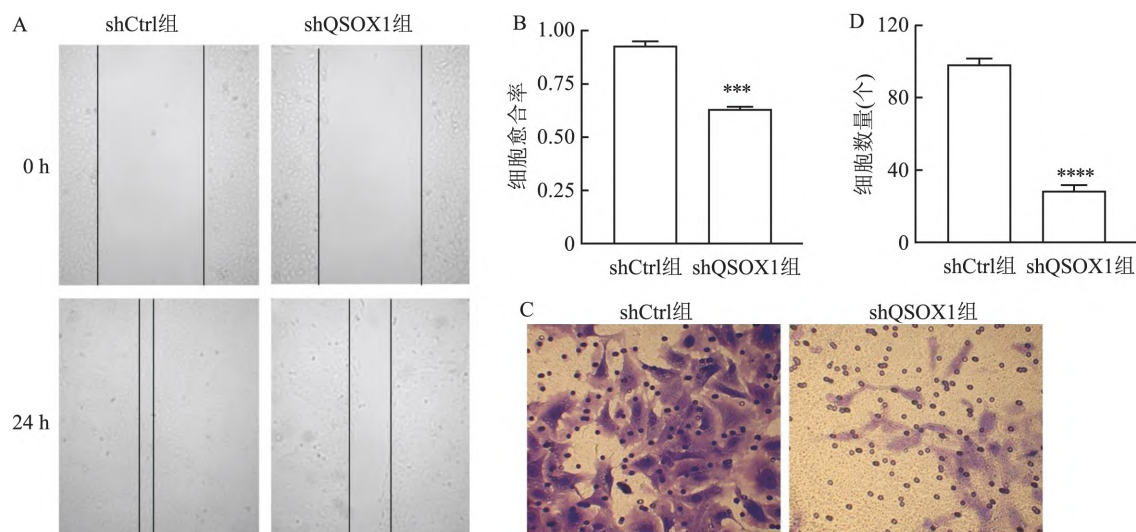 A
shCtrl组
shQSOX1组
0 h
24 h
B
细胞愈合率
1.00
0.75
0.50
0.25
0
***
shCtrl组
shQSOX1组
D
细胞数量(个)
120
80
40
0
****
shCtrl组
shQSOX1组
C
shCtrl组
shQSOX1组